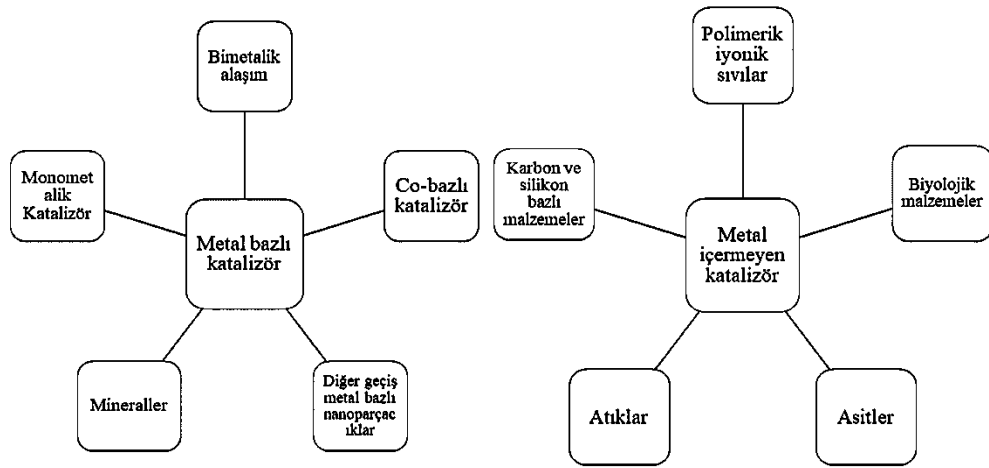 Bimetalik
alaşım
Monomet
alik
Katalizör
Co-bazlı
katalizör
Metal bazlı
katalizör
Mineraller
Diğer geçiş
metal bazlı
nanoparçac
ıklar
Polimerik
iyonik
sıvılar
Karbon ve
silikon
bazlı
malzemeler
Biyolojik
malzemeler
Metal
içermeyen
katalizör
Atıklar
Asitler